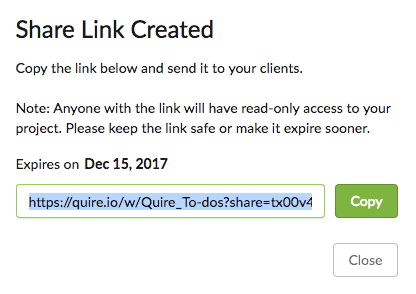 Share Link Created
Copy the link below and send it to your clients.
Note: Anyone with the link will have read-only access to your
project. Please keep the link safe or make it expire sooner.
Expires on Dec 15, 2017
https://quire.io/w/Quire_To-dos?share=tx00v4
Copy
Close